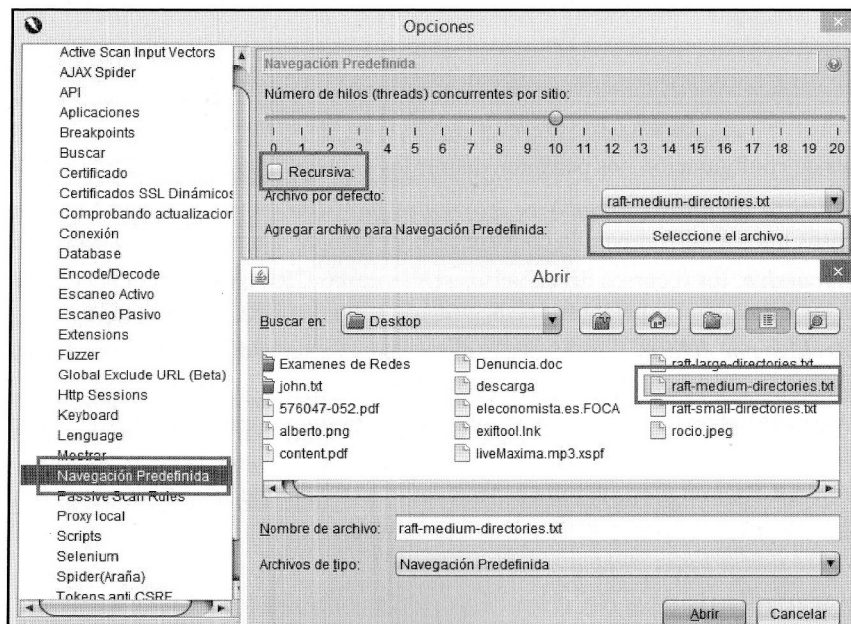 Opciones
Active Scan Input Vectors
AJAX Spider
API
Aplicaciones
Breakpoints
Buscar
Certificado
Certificados SSL Dinámicos
Comprobando actualizacior
Conexión
Database
Encode/Decode
Escaneo Activo
Escaneo Pasivo
Extensions
Fuzzer
Global Exclude URL (Beta)
Http Sessions
Keyboard
Lenguage
Mostrar
Navegación Predefinida
Passive Scan Rules
Proxy local
Scripts
Selenium
Spider(Araña)
Tokens anti CSRF
Navegación Predefinida
Número de hilos (threads) concurrentes por sitio:
0 1 2 3 4 5 6 7 8 9 10 11 12 13 14 15 16 17 18 19 20
Recursiva:
Archivo por defecto: raft-medium-directories.txt
Agregar archivo para Navegación Predefinida: Seleccione el archivo...
Abrir
Buscar en: Desktop
Examenes de Redes
john.txt
576047-052.pdf
alberto.png
content.pdf
Denuncia.doc
descarga
eleconomista.es.FOCA
exiftool.lnk
liveMaxima.mp3.xspf
raft-large-directories.txt
raft-medium-directories.txt
raft-small-directories.txt
rocio.jpeg
Nombre de archivo: raft-medium-directories.txt
Archivos de tipo: Navegación Predefinida
Abrir Cancelar